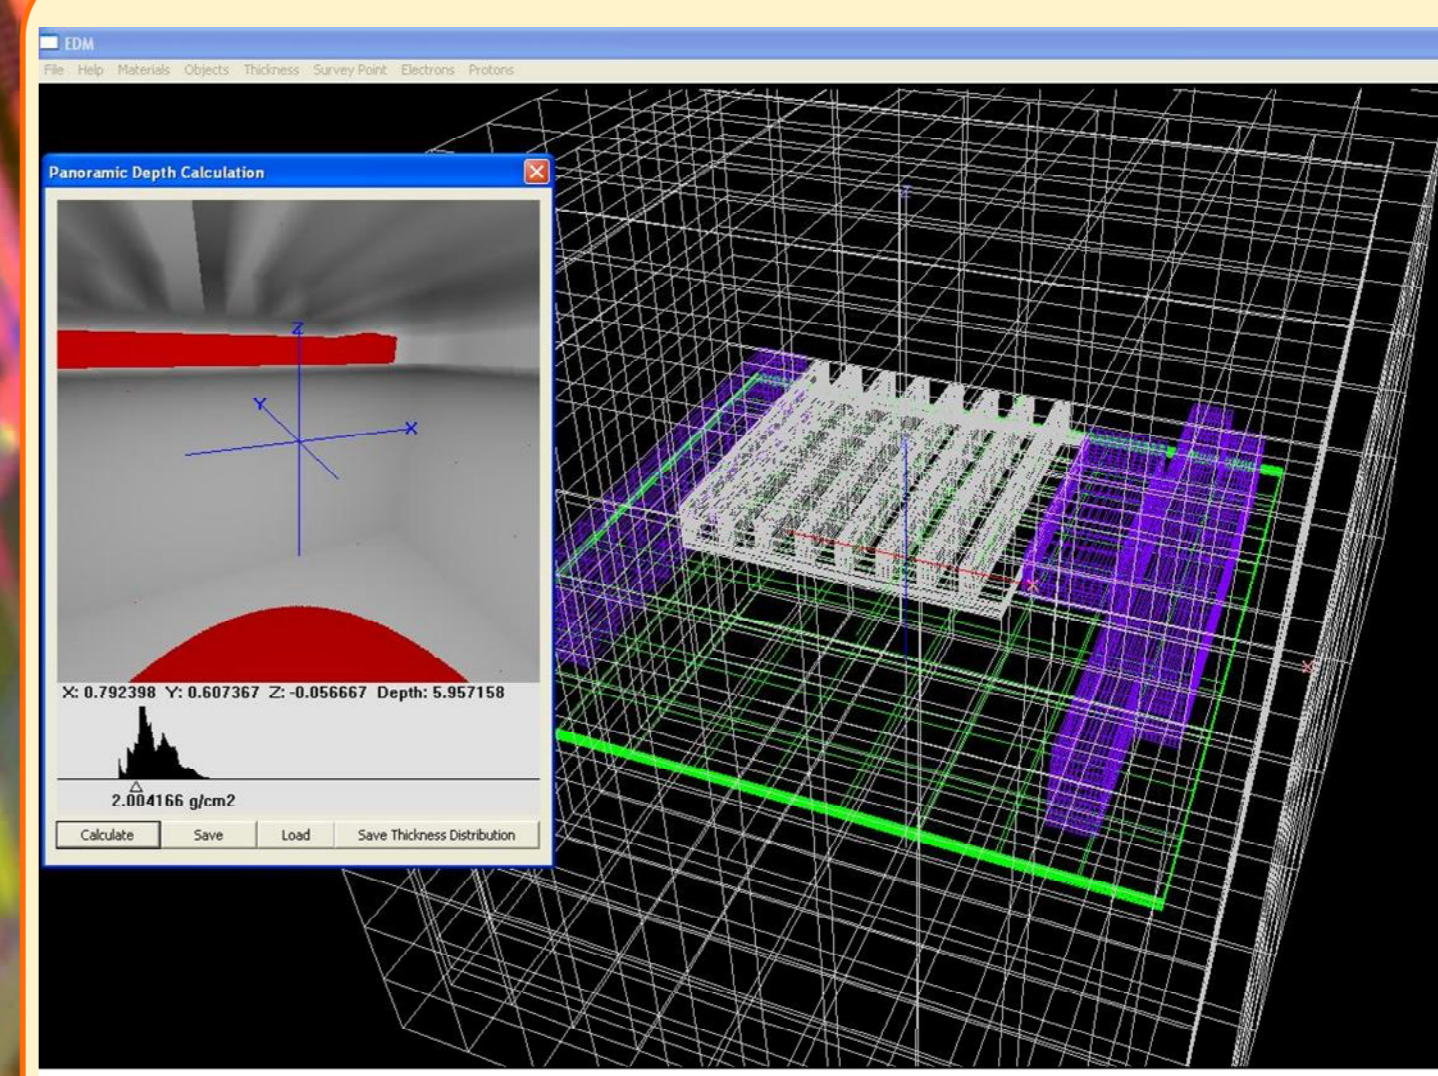 EDM
File Help Materials Objects Thickness Survey Point Electrons Protons
Panoramic Depth Calculation
Z
Y
X
X: 0.792398 Y: 0.607367 Z: -0.056667 Depth: 5.957158
2.004166 g/cm2
Calculate Save Load Save Thickness Distribution
Z
X
X